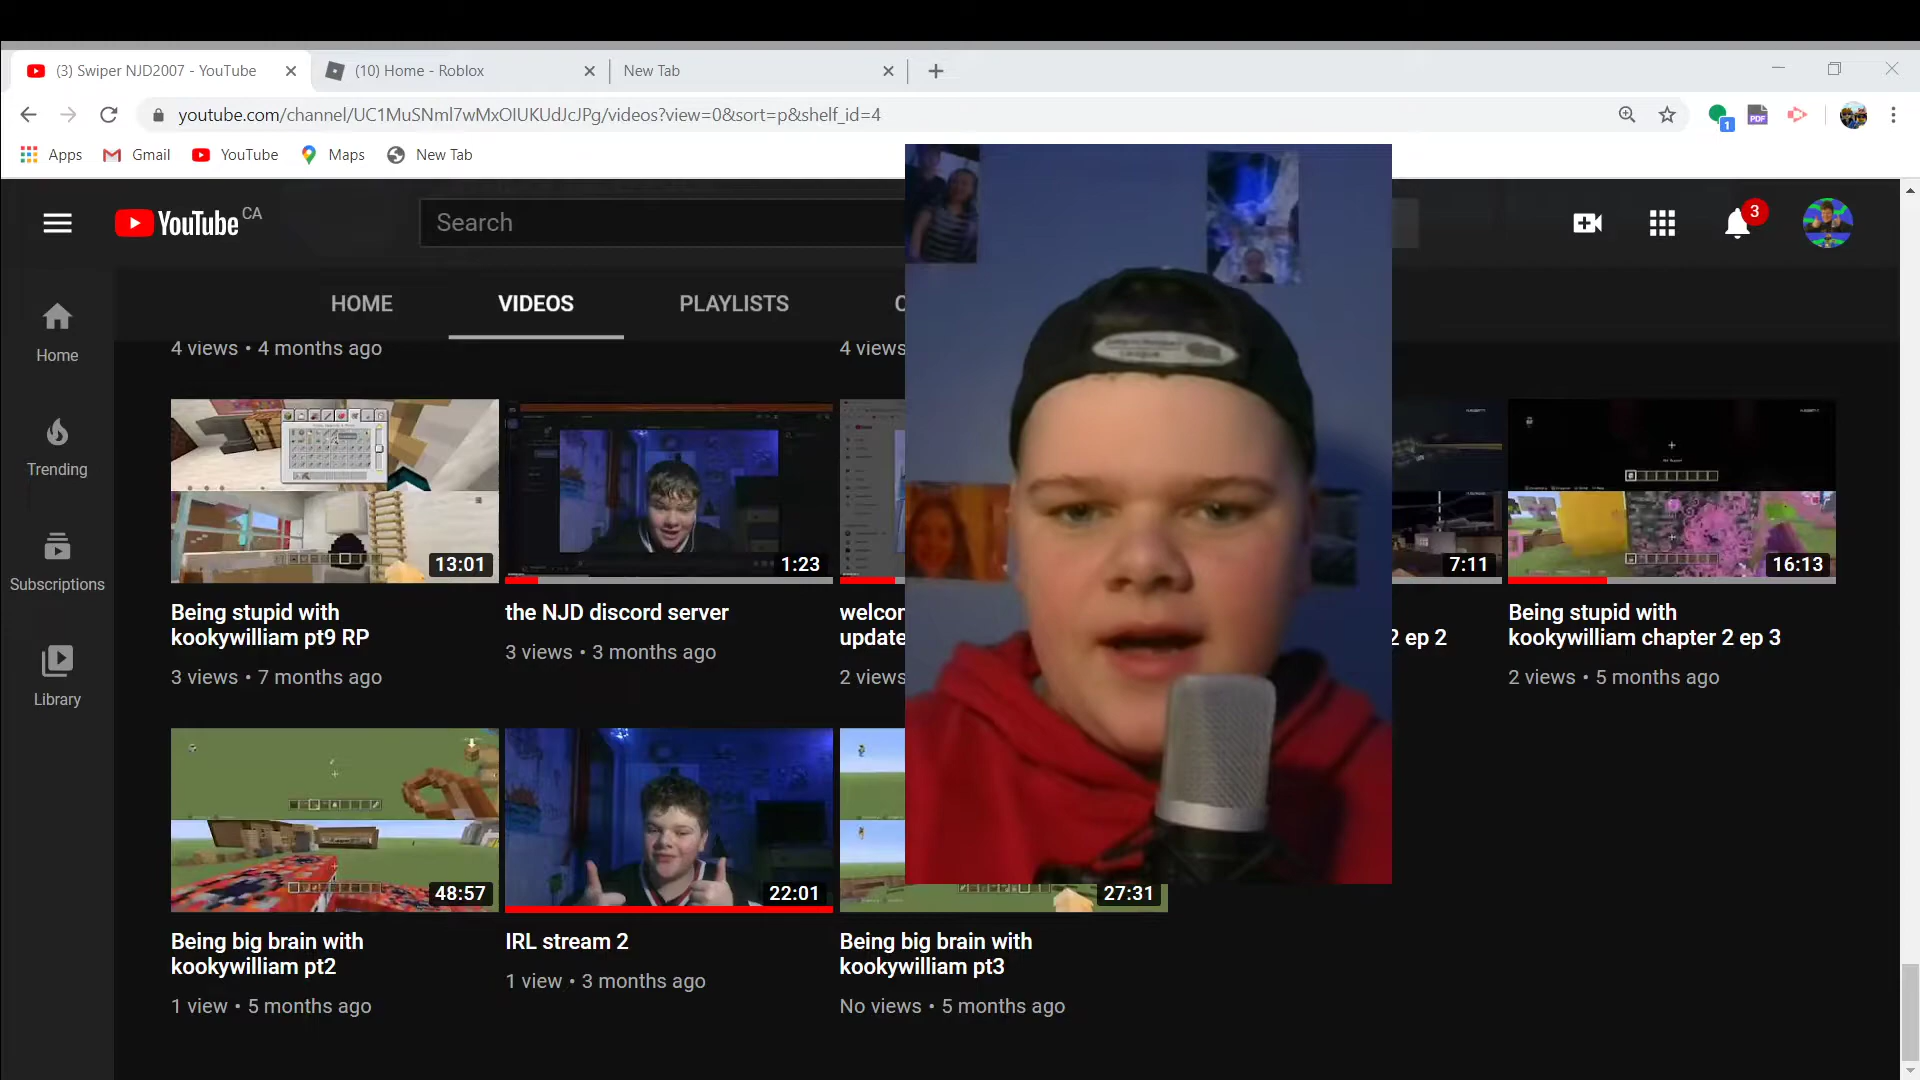 (3) Swiper NJD2007 - YouTube
(10) Home - Roblox
New Tab
youtube.com/channel/UC1MuSNml7wMxOIUKUdJcJPg/videos?view=0&sort=p&shelf_id=4
1
PDF
Apps
Gmail
YouTube
Maps
New Tab
YouTube CA
Search
3
HOME
VIDEOS
PLAYLISTS
C
Home
Trending
Subscriptions
Library
4 views • 4 months ago
4 views
13:01
1:23
7:11
16:13
Being stupid with
kookywilliam pt9 RP
3 views • 7 months ago
the NJD discord server
3 views • 3 months ago
welcom
update
2 views
2 ep 2
Being stupid with
kookywilliam chapter 2 ep 3
2 views • 5 months ago
48:57
22:01
27:31
Being big brain with
kookywilliam pt2
1 view • 5 months ago
IRL stream 2
1 view • 3 months ago
Being big brain with
kookywilliam pt3
No views • 5 months ago